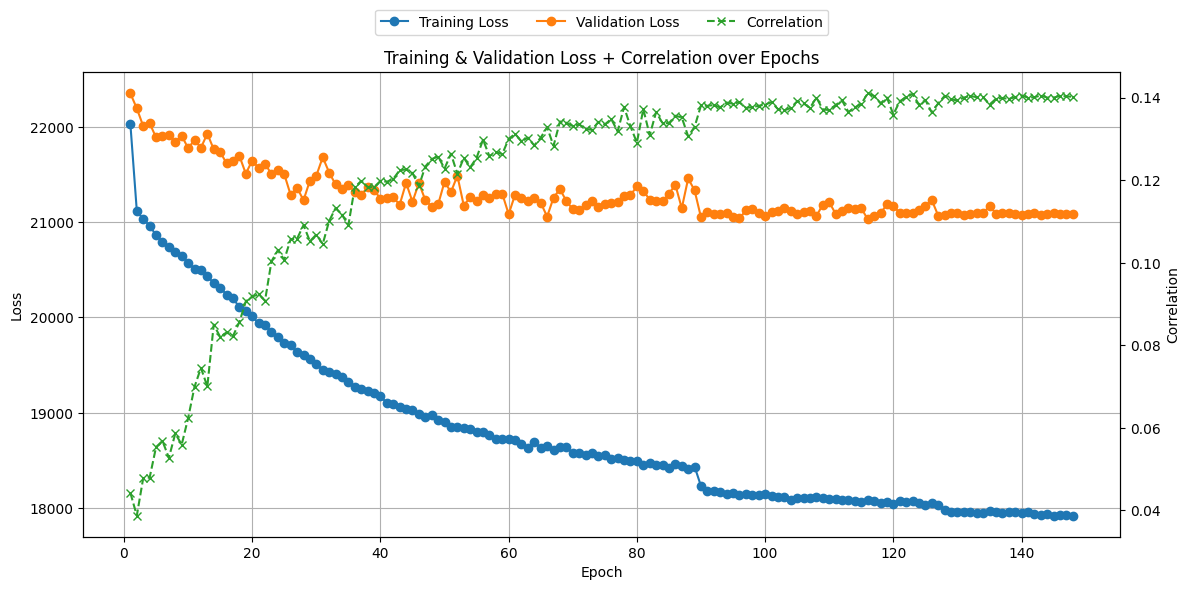 Training Loss Validation Loss Correlation
Training & Validation Loss + Correlation over Epochs
Loss
22000
21000
20000
19000
18000
0.14
0.12
0.10
0.08
0.06
0.04
Correlation
0 20 40 60 80 100 120 140
Epoch